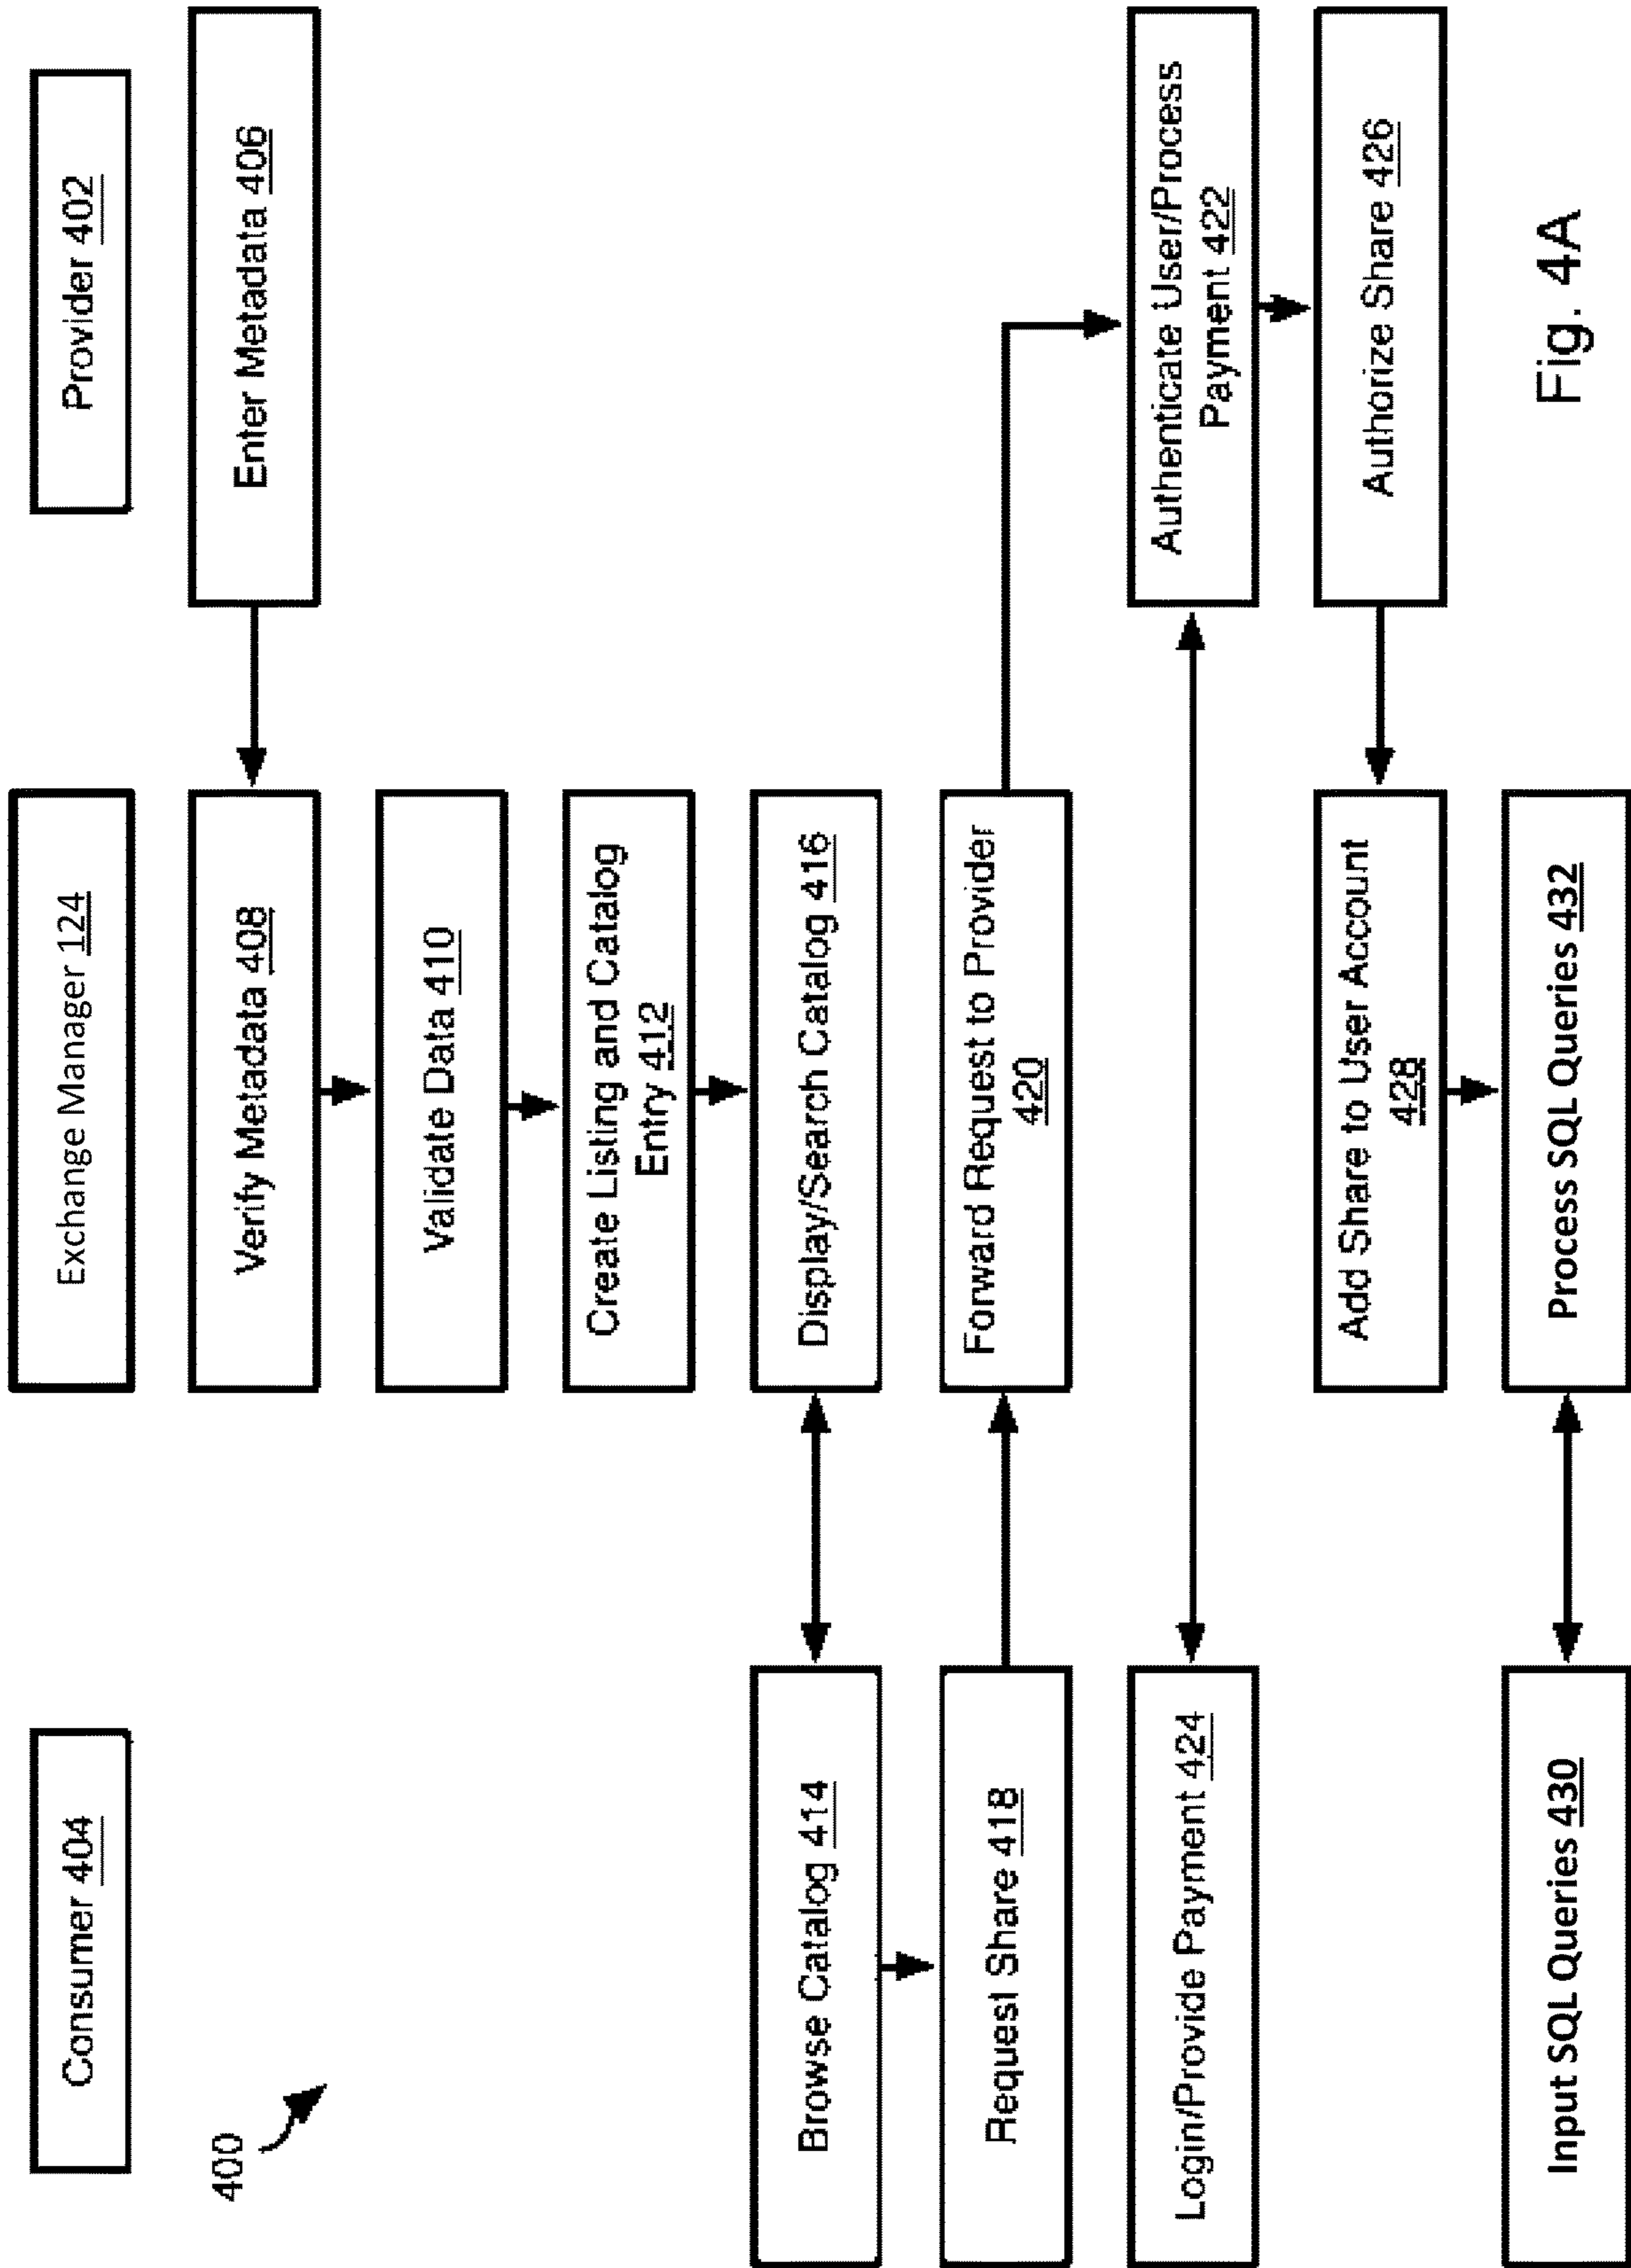 400
Consumer 404
Exchange Manager 124
Provider 402
Enter Metadata 406
Verify Metadata 408
Validate Data 410
Create Listing and Catalog
Entry 412
Browse Catalog 414
Display/Search Catalog 416
Request Share 418
Forward Request to Provider
420
Login/Provide Payment 424
Authenticate User/Process
Payment 422
Authorize Share 426
Add Share to User Account
428
Input SQL Queries 430
Process SQL Queries 432
Fig. 4A